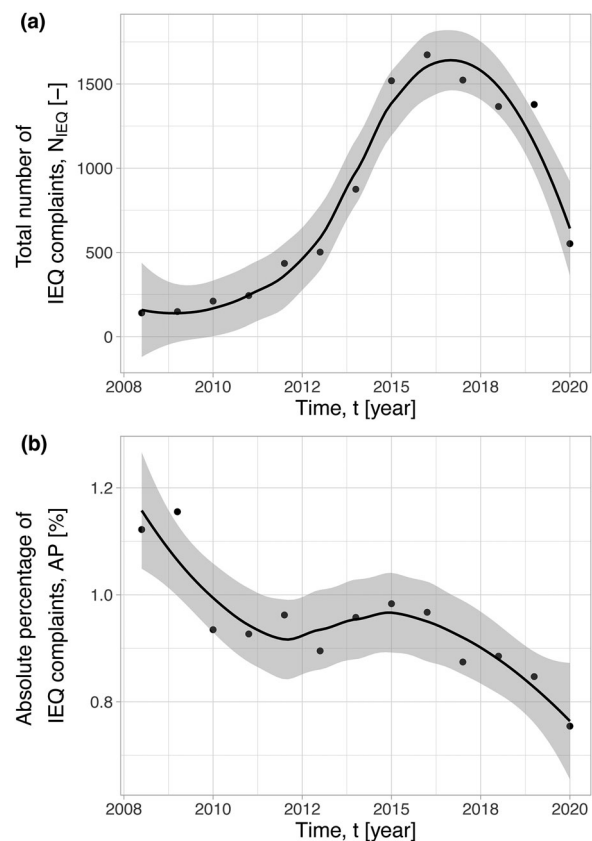 (a)
Total number of
IEQ complaints, NIEQ [−]
1500
1000
500
0
2008 2010 2012 2015 2018 2020
Time, t [year]
(b)
Absolute percentage of
IEQ complaints, AP [%]
1.2
1.0
0.8
2008 2010 2012 2015 2018 2020
Time, t [year]